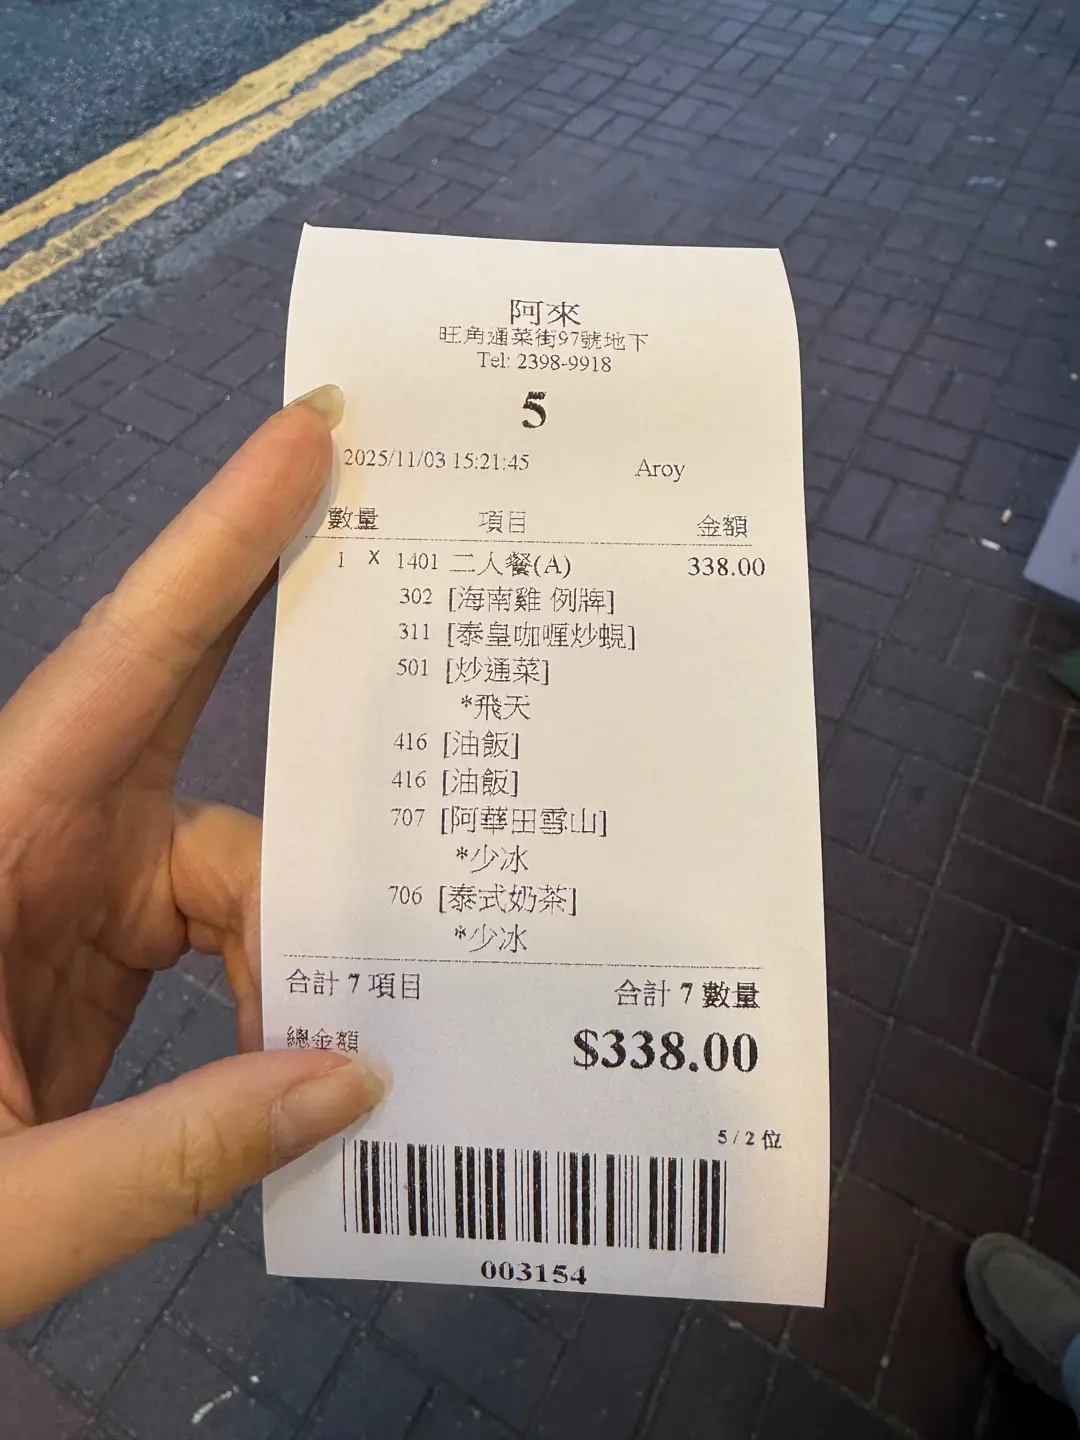 阿來
旺角通菜街97號地下
Tel: 2398-9918
5
2025/11/03 15:21:45 Aroy
數量 項目 金額
1 X 1401 二人餐(A) 338.00
302 [海南雞 例牌]
311 [泰皇咖喱炒蜆]
501 [炒通菜]
*飛天
416 [油飯]
416 [油飯]
707 [阿華田雪山]
*少冰
706 [泰式奶茶]
*少冰
合計 7 項目 合計 7 數量
總金額 $338.00
5 / 2 位
003154